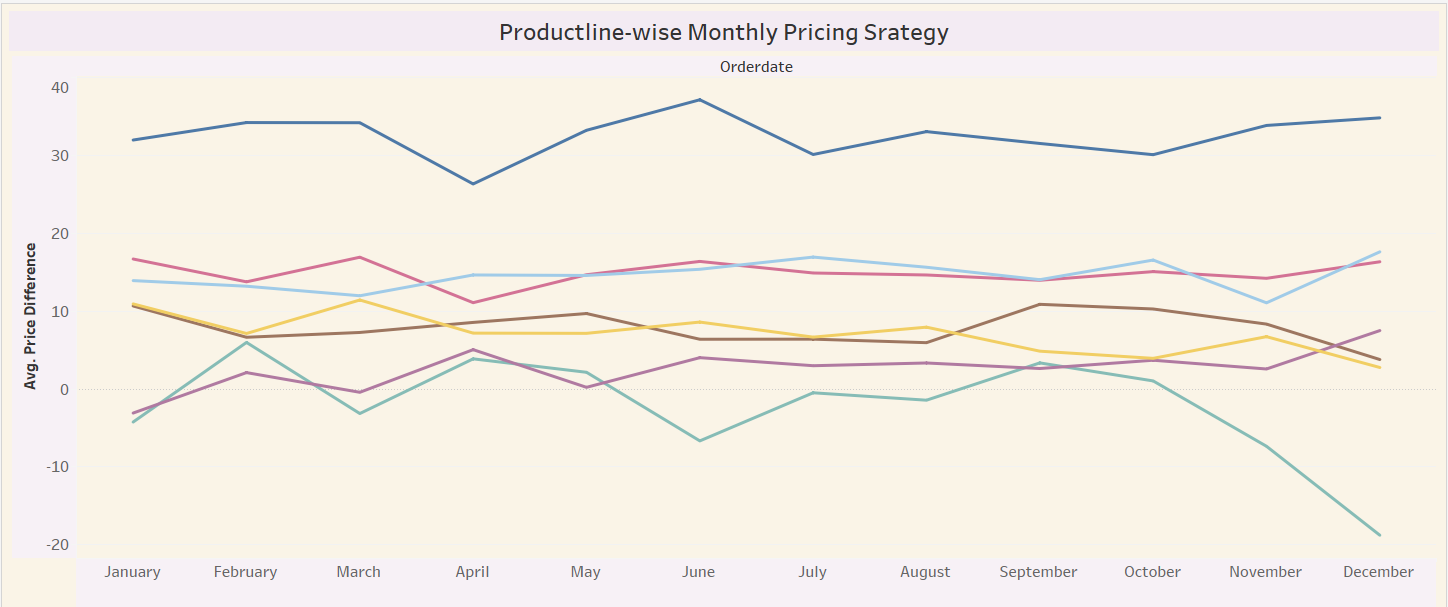 Productline-wise Monthly Pricing Srategy
Orderdate
Avg. Price Difference
40
30
20
10
0
-10
-20
January February March April May June July August September October November December